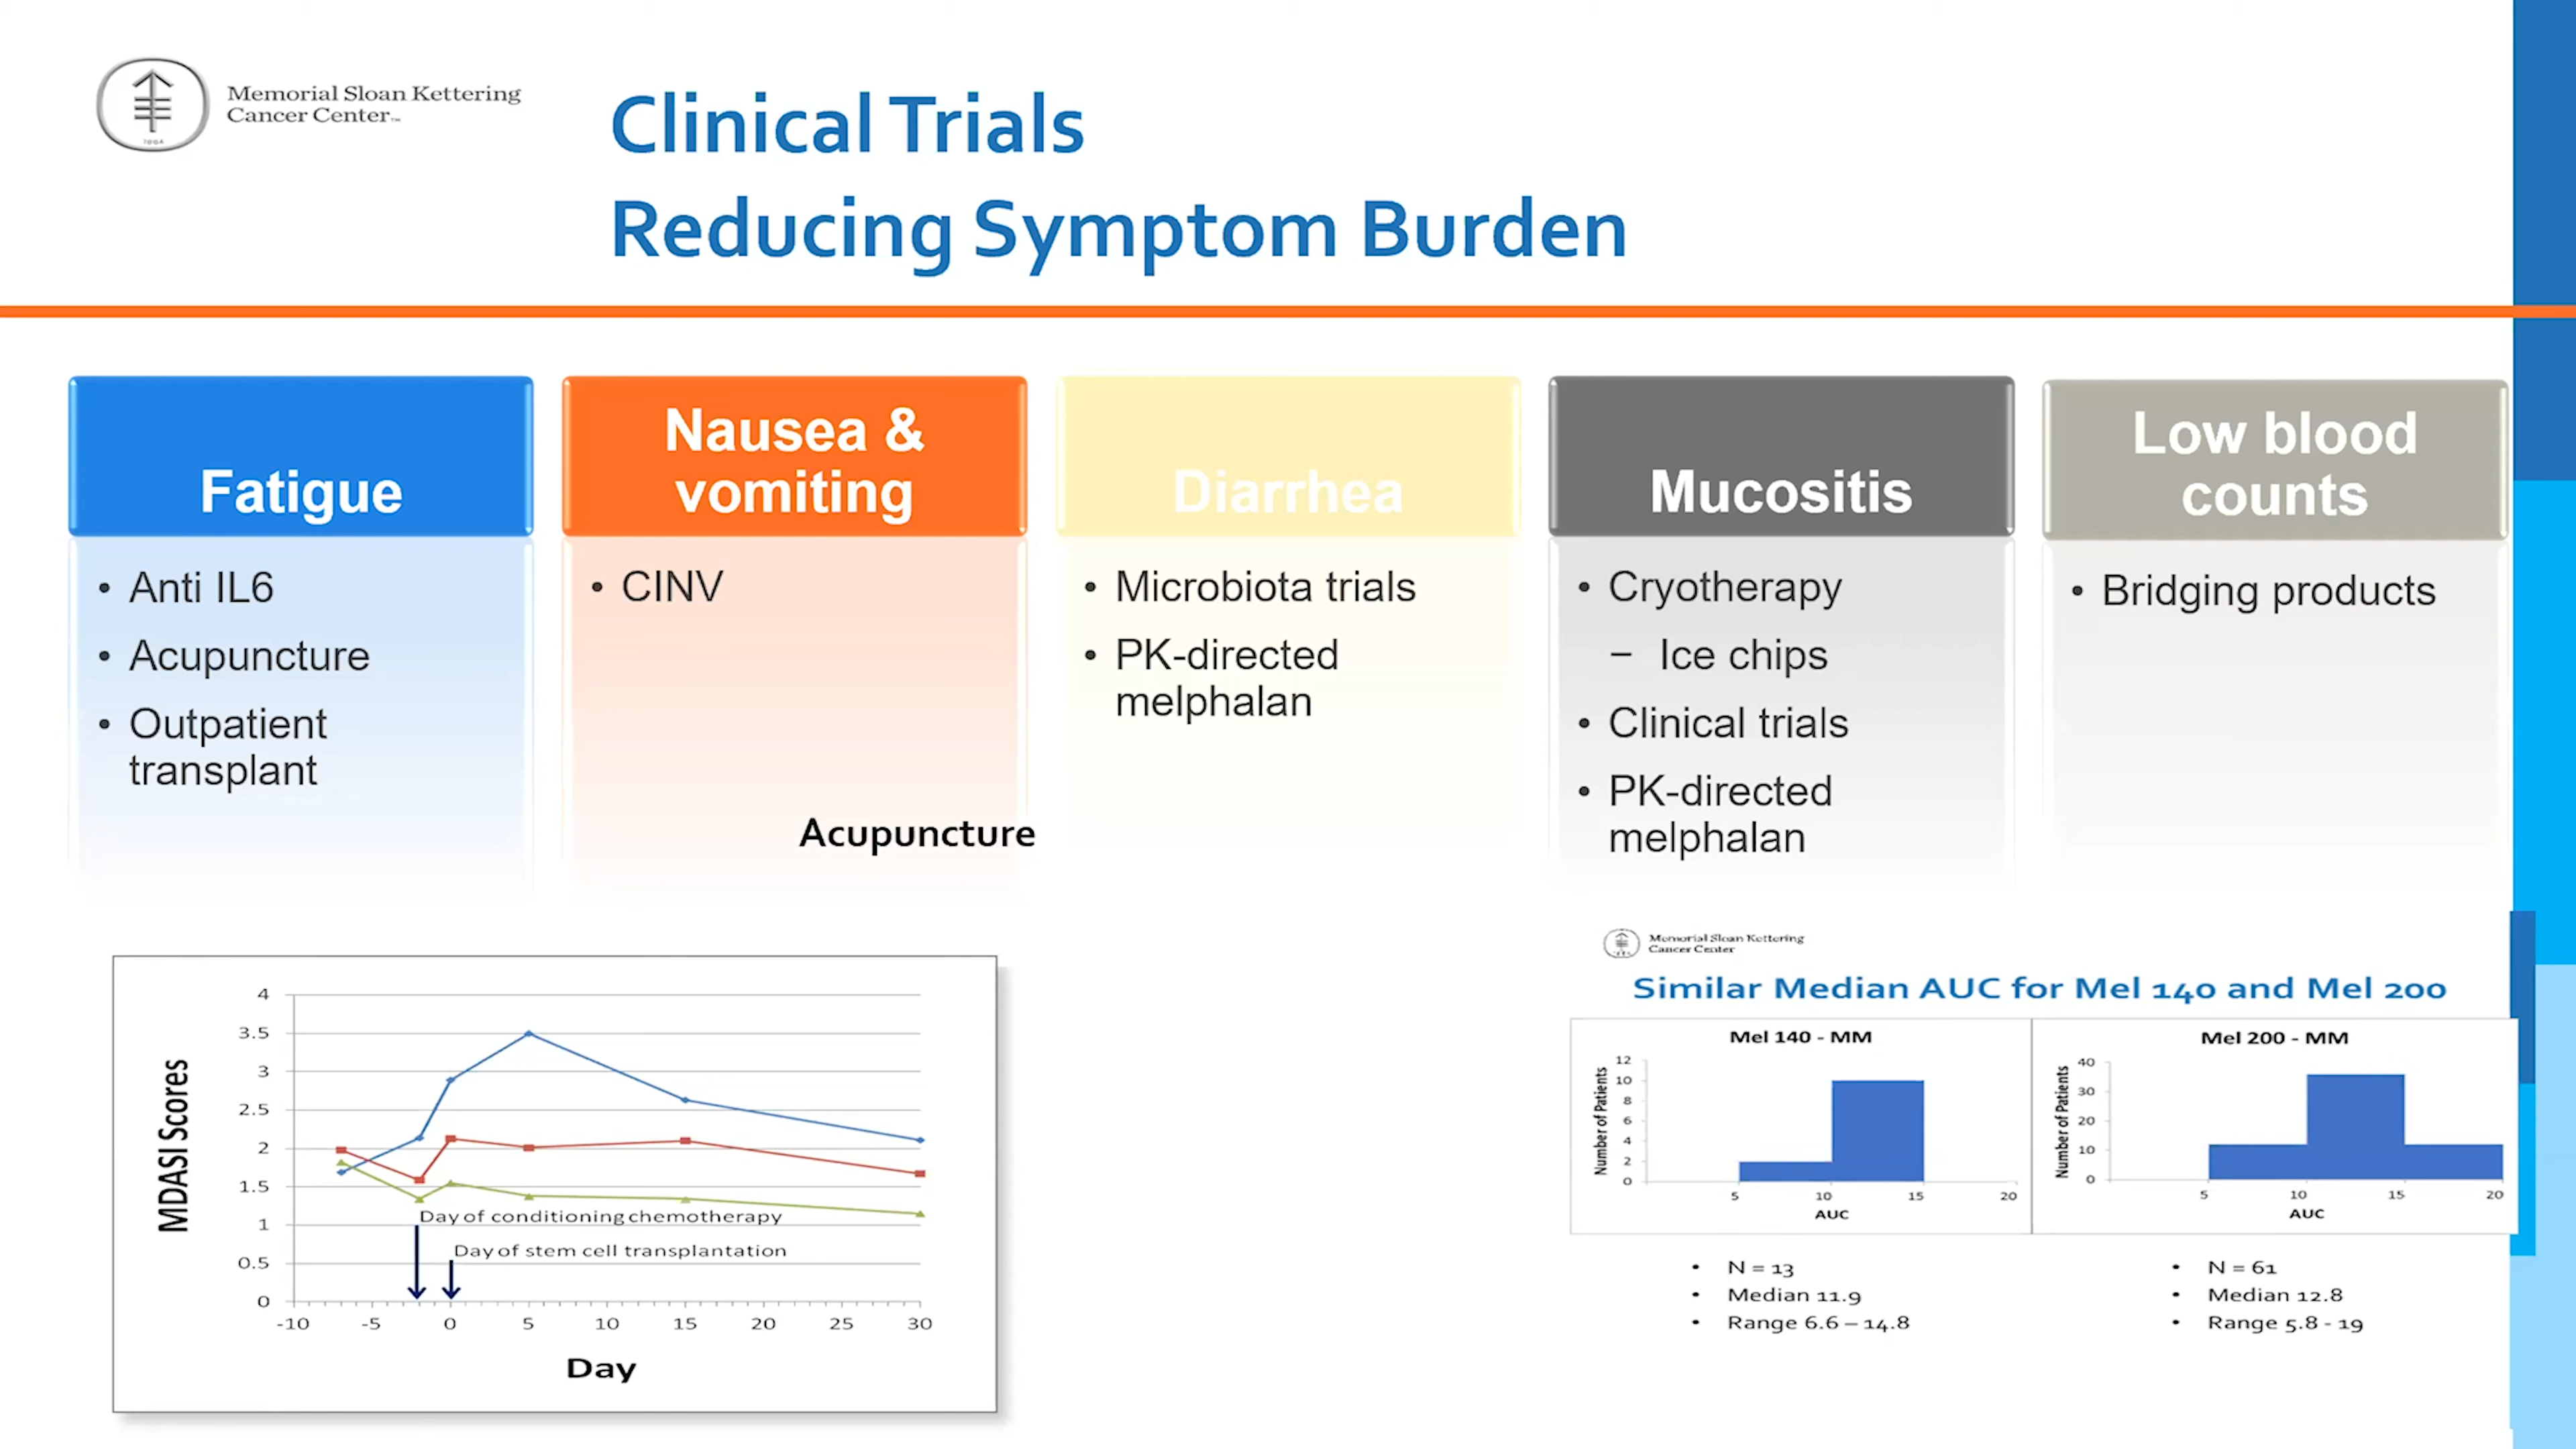 Memorial Sloan Kettering
Cancer Center™
Clinical Trials
Reducing Symptom Burden
Fatigue
• Anti IL6
• Acupuncture
• Outpatient
transplant
Nausea &
vomiting
• CINV
Acupuncture
Diarrhea
• Microbiota trials
• PK-directed
melphalan
Mucositis
• Cryotherapy
– Ice chips
• Clinical trials
• PK-directed
melphalan
Low blood
counts
• Bridging products
MDASI Scores
4
3.5
3
2.5
2
1.5
1
0.5
0
Day of conditioning chemotherapy
Day of stem cell transplantation
-10 -5 0 5 10 15 20 25 30
Day
Memorial Sloan Kettering
Cancer Center
Similar Median AUC for Mel 140 and Mel 200
Mel 140 - MM
Number of Patients
12
10
8
6
4
2
0
5 10 15 20
AUC
• N = 13
• Median 11.9
• Range 6.6 – 14.8
Mel 200 - MM
Number of Patients
40
30
20
10
0
5 10 15 20
AUC
• N = 61
• Median 12.8
• Range 5.8 - 19